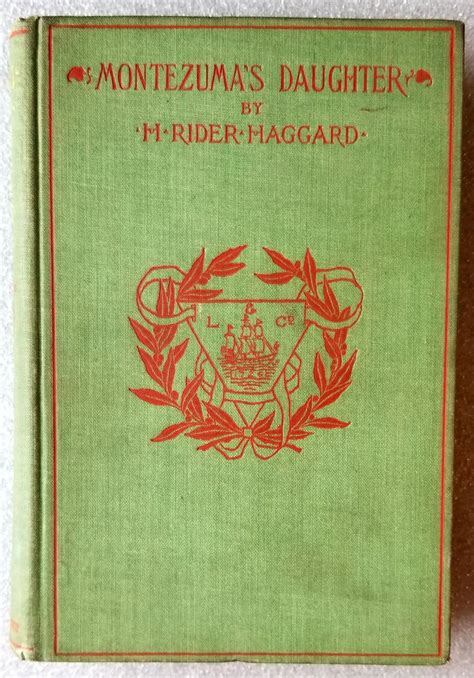 MONTEZUMA'S DAUGHTER
BY
·H·RIDER·HAGGARD·
L Cº